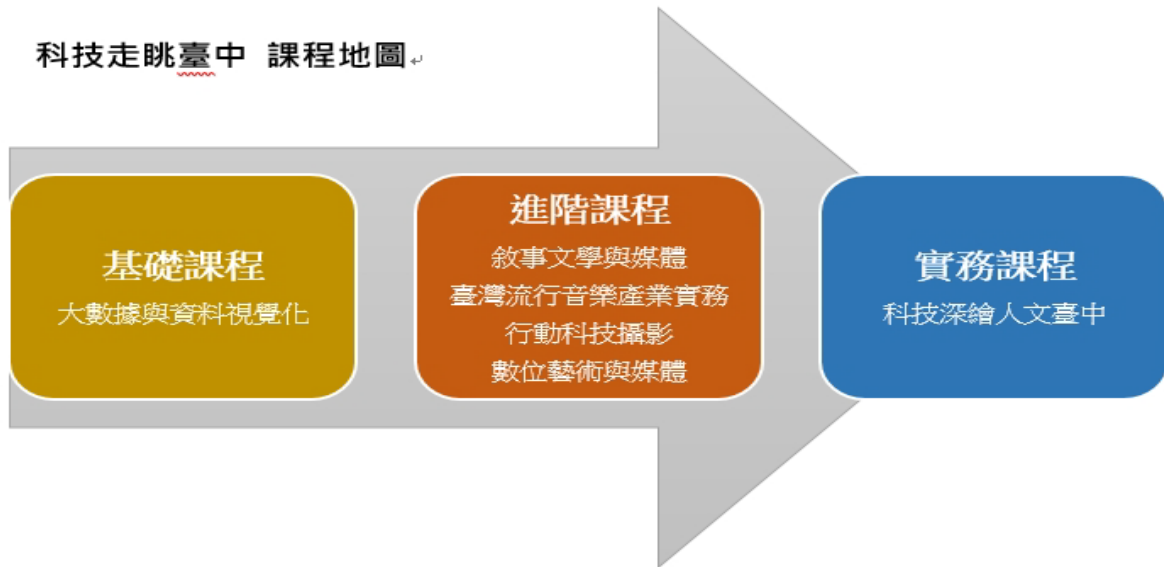 科技走眺臺中 課程地圖
基礎課程
大數據與資料視覺化
進階課程
敘事文學與媒體
臺灣流行音樂產業實務
行動科技攝影
數位藝術與媒體
實務課程
科技深繪人文臺中